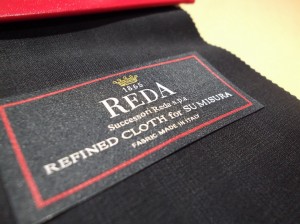 1865
REDA
Successori Reda s.p.a.
REFINED CLOTH for SU MISURA
FABRIC MADE IN ITALY